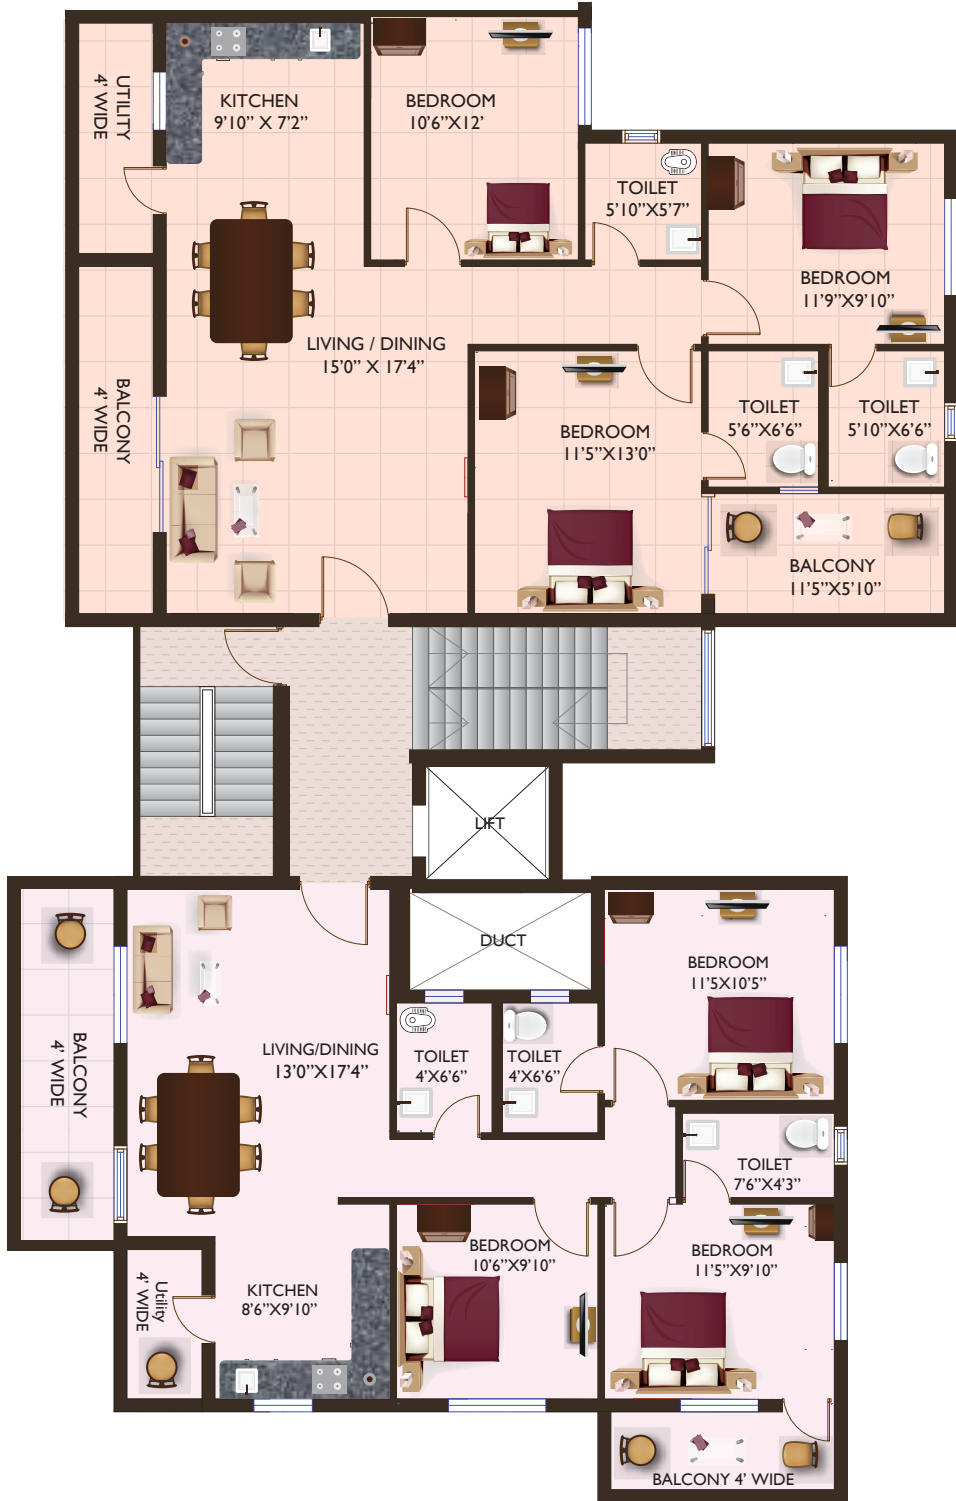 UTILITY
4' WIDE
KITCHEN
9'10" X 7'2"
BEDROOM
10'6"X12'
TOILET
5'10"X5'7"
BEDROOM
11'9"X9'10"
LIVING / DINING
15'0" X 17'4"
BALCONY
4' WIDE
BEDROOM
11'5"X13'0"
TOILET
5'6"X6'6"
TOILET
5'10"X6'6"
BALCONY
11'5"X5'10"
LIFT
DUCT
BEDROOM
11'5X10'5"
LIVING/DINING
13'0"X17'4"
TOILET
4'X6'6"
TOILET
4'X6'6"
BALCONY
4' WIDE
TOILET
7'6"X4'3"
BEDROOM
10'6"X9'10"
BEDROOM
11'5"X9'10"
Utility
4' WIDE
KITCHEN
8'6"X9'10"
BALCONY 4' WIDE